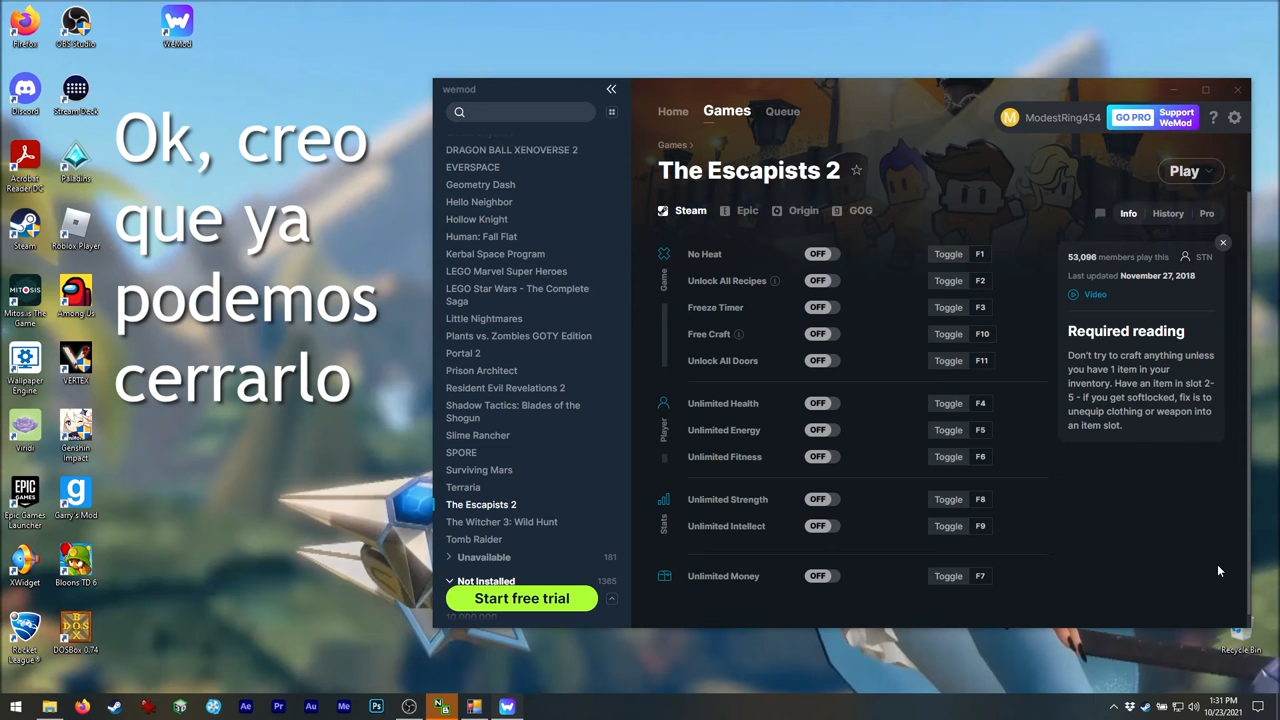 Firefox
OBS Studio
WeMod
Discord
Stream Deck
Acrobat
Reader DC
Paladins
Steam
Roblox Player
MITOSIS
Mitos.is The
Game
Among Us
Wallpaper
Engine
VERTEX
Viridi
Genshin
Impact
EPIC
GAMES
Epic Games
Launcher
Garry's Mod
XWidget
Bloons TD 6
Rocket
League®
DOSBox 0.74
Ok, creo
que ya
podemos
cerrarlo
wemod
DRAGON BALL XENOVERSE 2
EVERSPACE
Geometry Dash
Hello Neighbor
Hollow Knight
Human: Fall Flat
Kerbal Space Program
LEGO Marvel Super Heroes
LEGO Star Wars - The Complete
Saga
Little Nightmares
Plants vs. Zombies GOTY Edition
Portal 2
Prison Architect
Resident Evil Revelations 2
Shadow Tactics: Blades of the
Shogun
Slime Rancher
SPORE
Surviving Mars
Terraria
The Escapists 2
The Witcher 3: Wild Hunt
Tomb Raider
Unavailable 181
Not Installed 1365
Start free trial
Home Games Queue
ModestRing454 GO PRO Support
WeMod
Games >
The Escapists 2
Play
Steam Epic Origin GOG
Info History Pro
Game
No Heat OFF Toggle F1
Unlock All Recipes OFF Toggle F2
Freeze Timer OFF Toggle F3
Free Craft OFF Toggle F10
Unlock All Doors OFF Toggle F11
Player
Unlimited Health OFF Toggle F4
Unlimited Energy OFF Toggle F5
Unlimited Fitness OFF Toggle F6
Stats
Unlimited Strength OFF Toggle F8
Unlimited Intellect OFF Toggle F9
Unlimited Money OFF Toggle F7
53,096 members play this STN
Last updated November 27, 2018
Video
Required reading
Don't try to craft anything unless
you have 1 item in your
inventory. Have an item in slot 2-
5 - if you get softlocked, fix is to
unequip clothing or weapon into
an item slot.
Recycle Bin
Ae Pr Au Me Ps
1:31 PM
10/23/2021